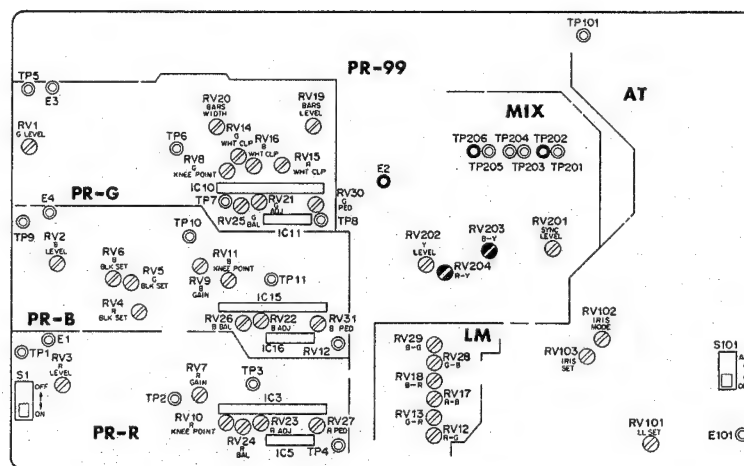 TP101
PR-99
AT
MIX
TP5
E3
RV20
BARS
WIDTH
RV19
BARS
LEVEL
RV1
G LEVEL
TP6
RV14
G
WHT CLP
RV16
B
WHT CLP
RV15
R
WHT CLP
RV8
G
KNEE POINT
TP206
TP204
TP202
TP205
TP203
TP201
E2
IC10
PR-G
TP7
RV21
G ADJ
RV30
G
PED
E4
RV25
G
BAL
TP8
TP9
IC11
TP10
RV2
B
LEVEL
RV202
Y
LEVEL
RV203
B-Y
RV201
SYNC
LEVEL
RV6
B
BLK SET
RV5
G
BLK SET
RV11
B
KNEE POINT
RV204
R-Y
RV9
B
GAIN
TP11
RV4
R
BLK SET
IC15
RV102
IRIS
MODE
PR-B
RV26
B BAL
RV22
B ADJ
RV31
B PED
LM
E1
IC16
RV12
RV29
B-G
TP1
RV3
R
LEVEL
RV7
R
GAIN
TP3
RV28
G-B
RV103
IRIS
SET
S101
S1
OFF
ON
RV18
B-R
TP2
IC3
RV17
R-B
RV10
R
KNEE POINT
RV23
R ADJ
RV27
R PED
RV13
G-R
PR-R
RV24
R
BAL
IC5
TP4
RV12
R-G
RV101
LL SET
E101